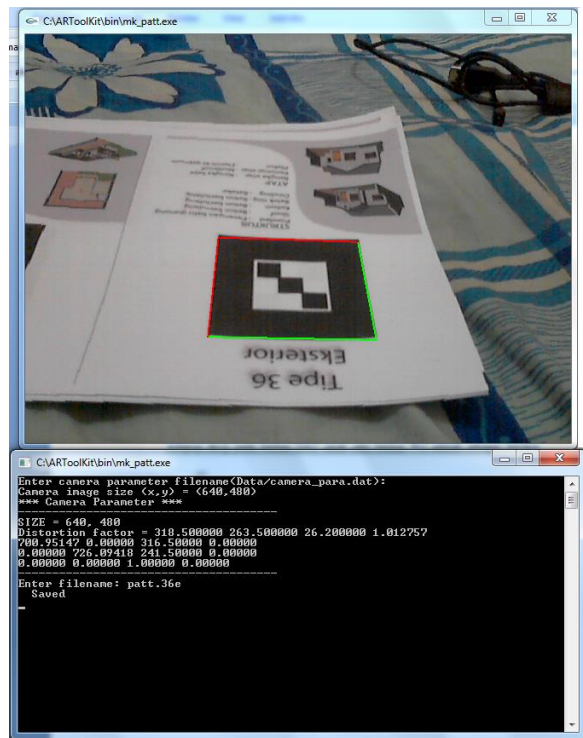 C:\ARToolKit\bin\mk_patt.exe
Tipe 36
Eksterior
STRUKTUR
ATAP
C:\ARToolKit\bin\mk_patt.exe
Enter camera parameter filename(Data/camera_para.dat):
Camera image size (x,y) = (640,480)
*** Camera Parameter ***
--------------------------------------
SIZE = 640, 480
Distortion factor = 318.500000 263.500000 26.200000 1.012757
700.95147 0.00000 316.50000 0.00000
0.00000 726.09418 241.50000 0.00000
0.00000 0.00000 1.00000 0.00000
--------------------------------------
Enter filename: patt.36e
Saved